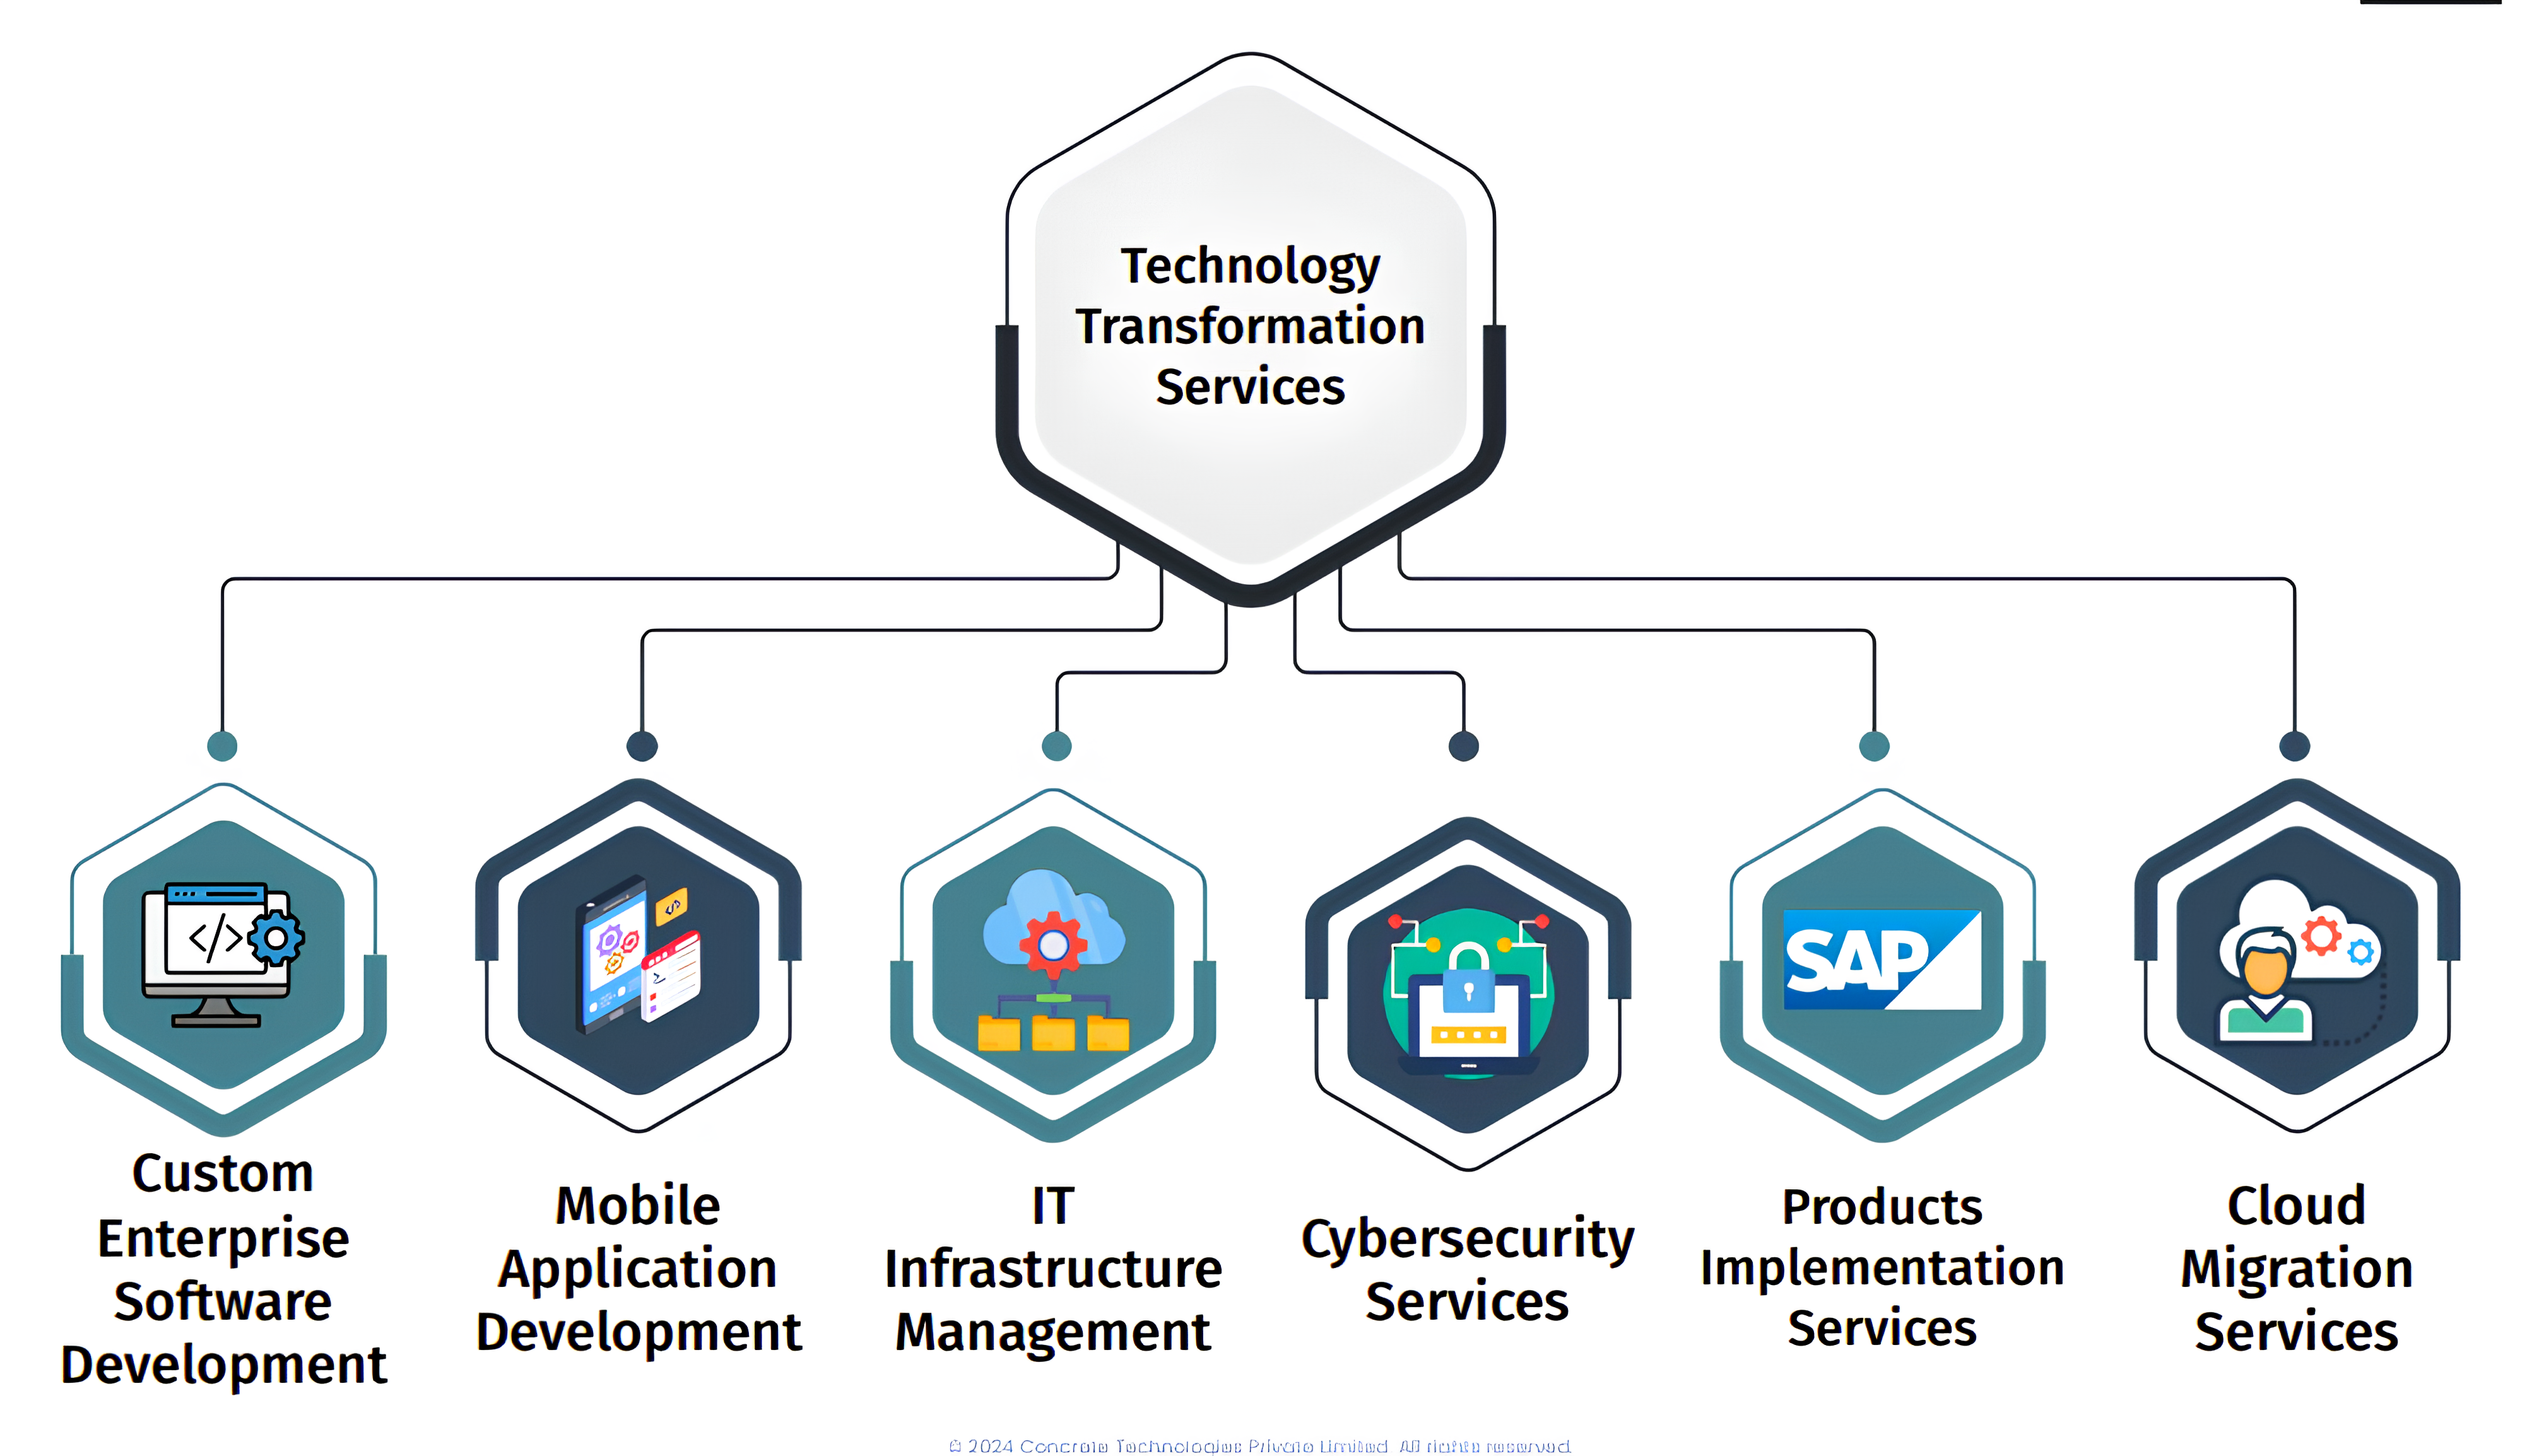 Technology
Transformation
Services
</>
SAP
Custom
Enterprise
Software
Development
Mobile
Application
Development
IT
Infrastructure
Management
Cybersecurity
Services
Products
Implementation
Services
Cloud
Migration
Services
© 2024 Concrete Technologies Private Limited. All rights reserved.